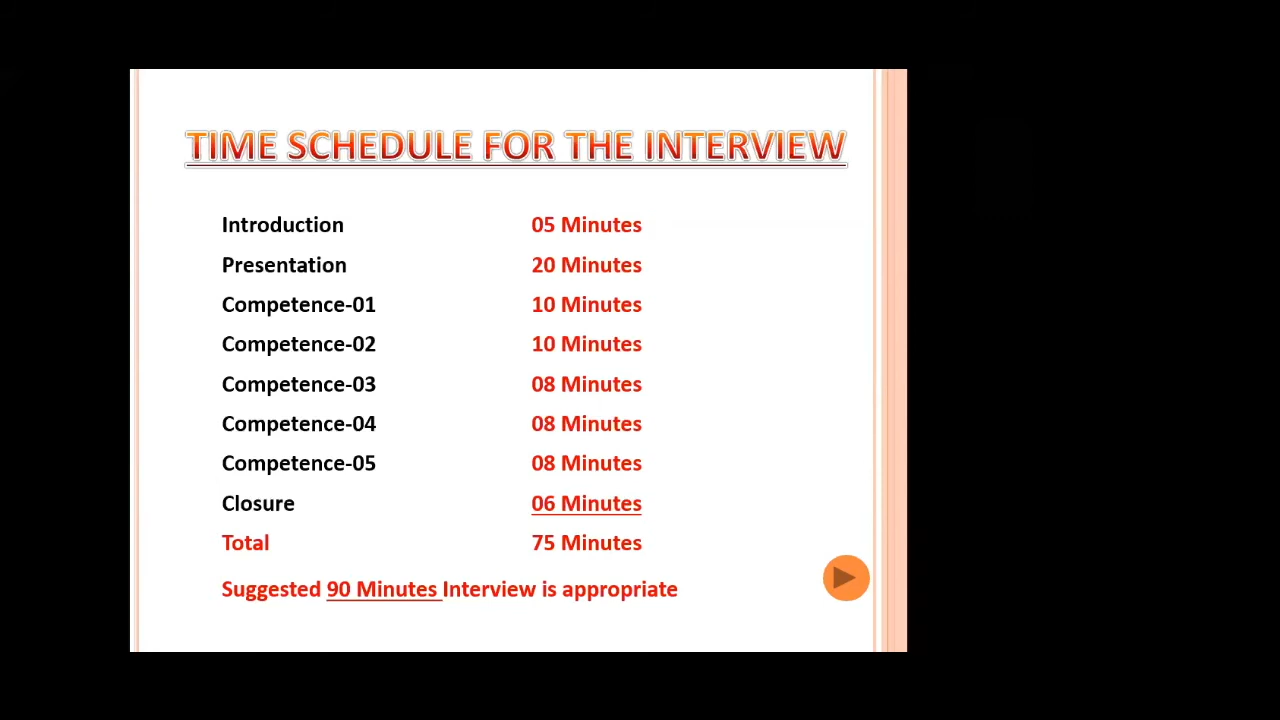 TIME SCHEDULE FOR THE INTERVIEW
Introduction 05 Minutes
Presentation 20 Minutes
Competence-01 10 Minutes
Competence-02 10 Minutes
Competence-03 08 Minutes
Competence-04 08 Minutes
Competence-05 08 Minutes
Closure 06 Minutes
Total 75 Minutes
Suggested 90 Minutes Interview is appropriate